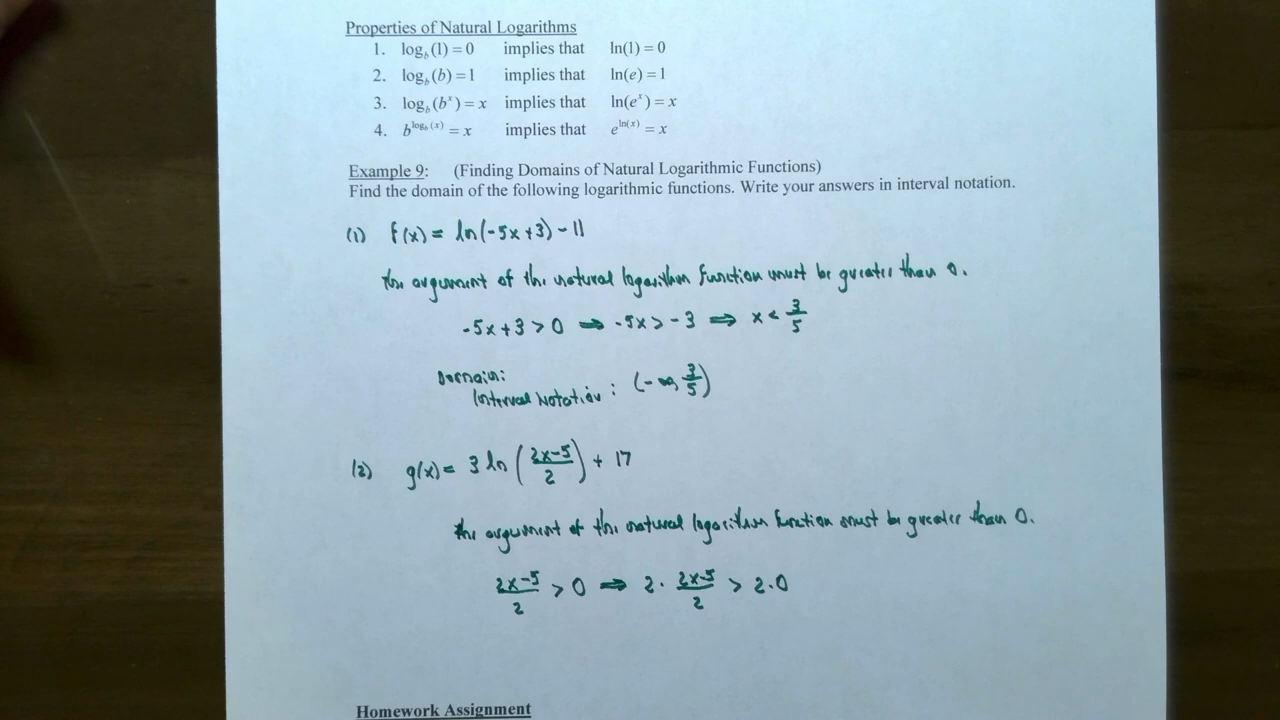 Properties of Natural Logarithms
1. log_b(1) = 0 implies that ln(1) = 0
2. log_b(b) = 1 implies that ln(e) = 1
3. log_b(b^x) = x implies that ln(e^x) = x
4. b^{log_b(x)} = x implies that e^{ln(x)} = x
Example 9: (Finding Domains of Natural Logarithmic Functions)
Find the domain of the following logarithmic functions. Write your answers in interval notation.
(1) f(x) = ln(-5x+3) - 11
The argument of the natural logarithm function must be greater than 0.
-5x+3 > 0 ⇒ -5x > -3 ⇒ x < 3/5
Domain:
Interval Notation: (-∞, 3/5)
(2) g(x) = 3 ln((2x-5)/2) + 17
The argument of the natural logarithm function must be greater than 0.
(2x-5)/2 > 0 ⇒ 2 · (2x-5)/2 > 2·0
Homework Assignment